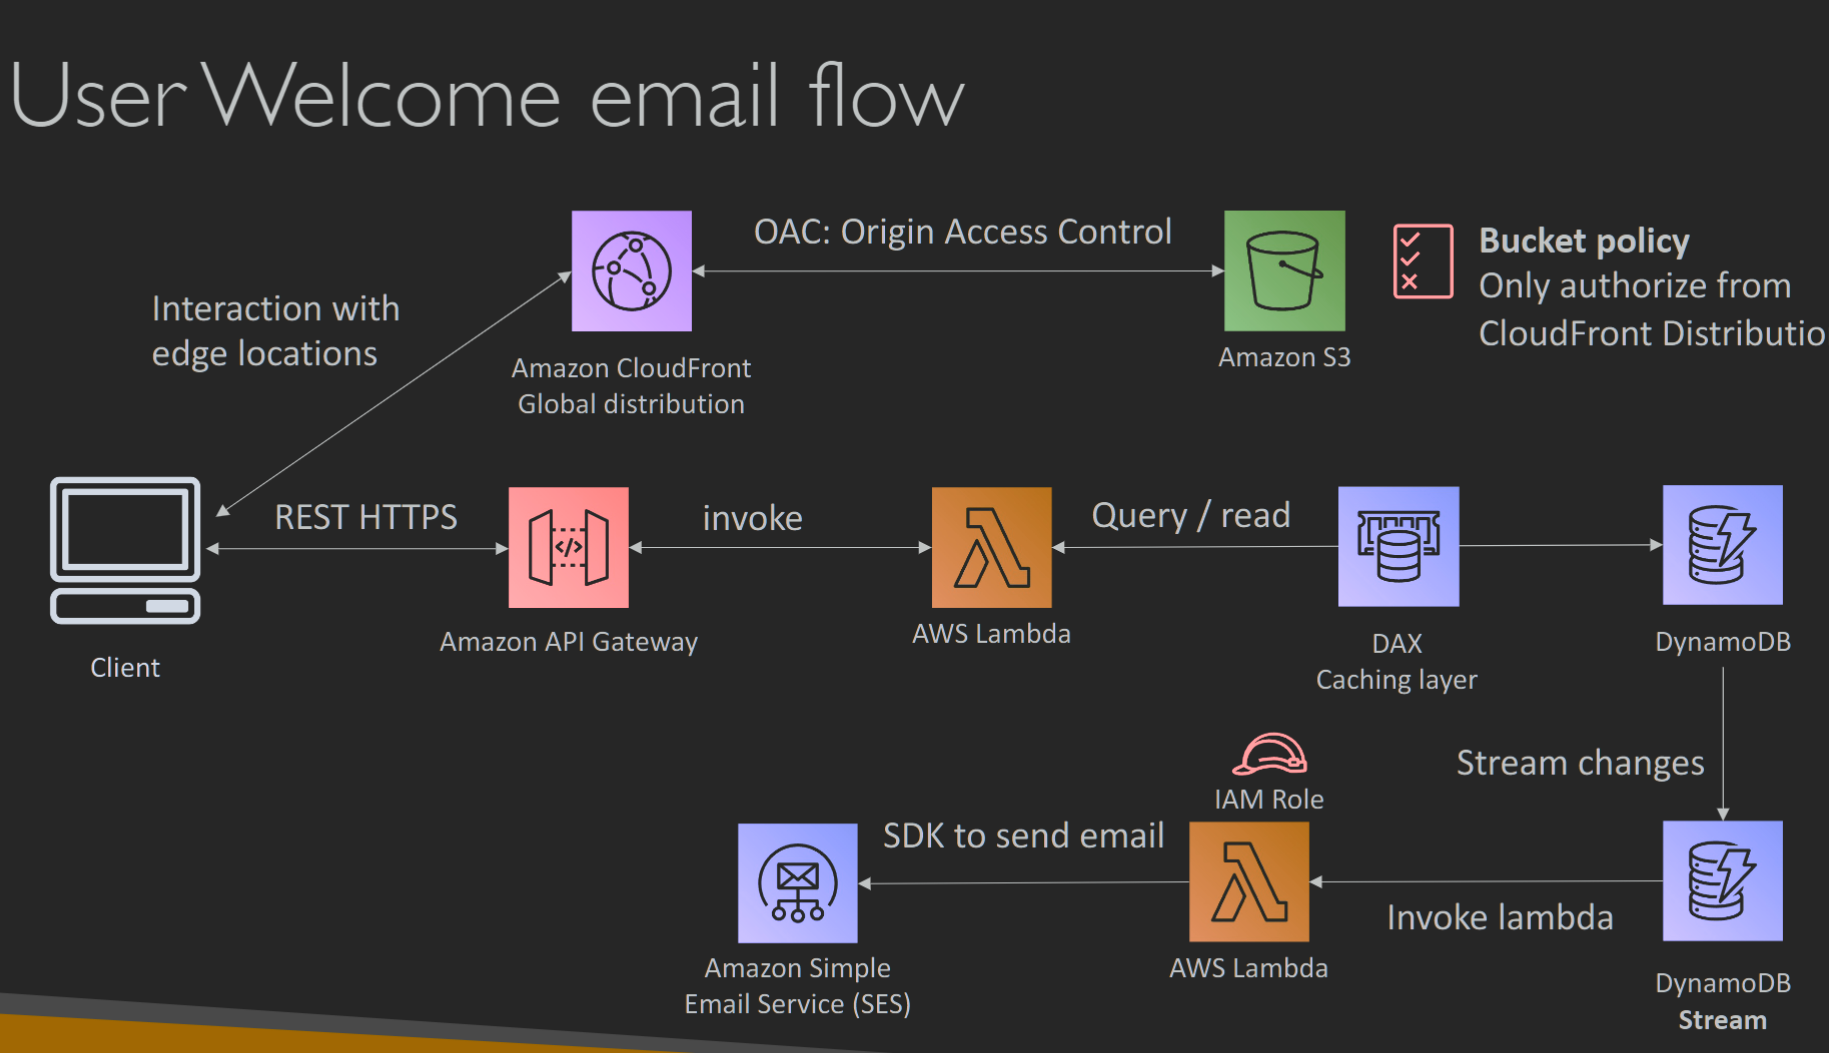 User Welcome email flow
OAC: Origin Access Control
Bucket policy
Only authorize from
CloudFront Distributio
Interaction with
edge locations
Amazon CloudFront
Global distribution
Amazon S3
REST HTTPS
invoke
Query / read
</>
Amazon API Gateway
AWS Lambda
DAX
Caching layer
DynamoDB
Client
Stream changes
IAM Role
SDK to send email
Invoke lambda
Amazon Simple
Email Service (SES)
AWS Lambda
DynamoDB
Stream